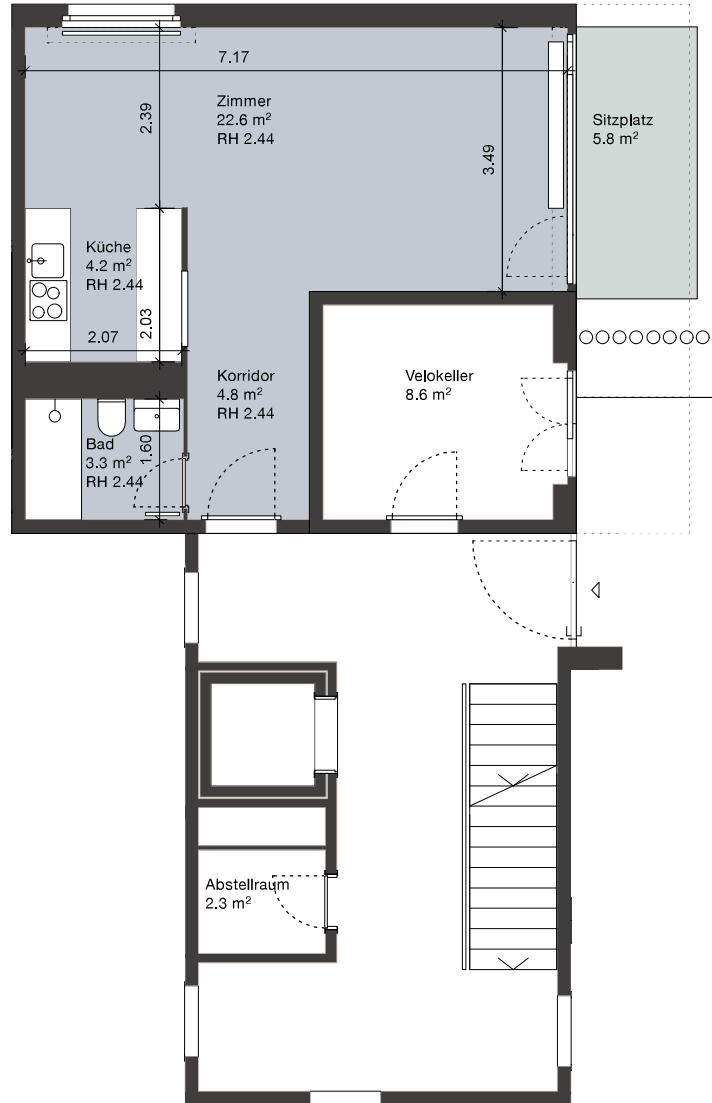 7.17
Zimmer
22.6 m²
RH 2.44
2.39
3.49
Sitzplatz
5.8 m²
Küche
4.2 m²
RH 2.44
2.03
2.07
Korridor
4.8 m²
RH 2.44
Velokeller
8.6 m²
Bad
3.3 m²
RH 2.44
1.60
Abstellraum
2.3 m²